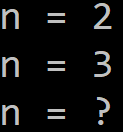 n = 2
n = 3
n = ?